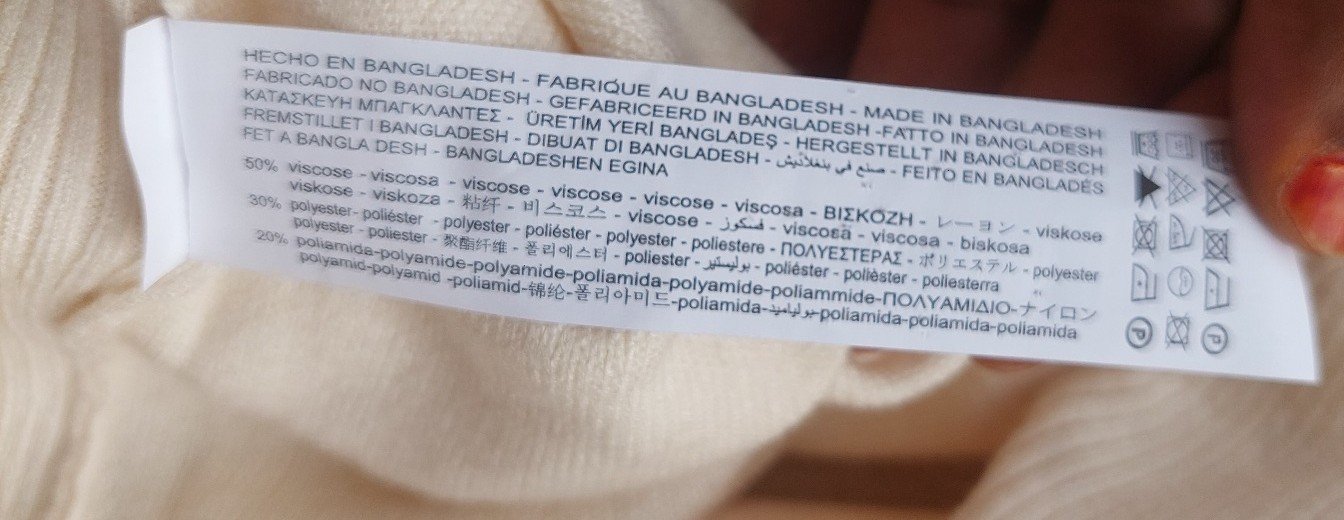 HECHO EN BANGLADESH - FABRIQUE AU BANGLADESH - MADE IN BANGLADESH
FABRICADO NO BANGLADESH - GEFABRICEERD IN BANGLADESH -FATTO IN BANGLADESH
ΚΑΤΑΣΚΕΥΗ ΜΠΑΓΚΛΑΝΤΕΣ - ÜRETİM YERİ BANGLADEŞ - HERGESTELLT IN BANGLADESCH
FREMSTILLET I BANGLADESH - DIBUAT DI BANGLADESH - صنع في بنغلاديش - FEITO EN BANGLADÉS
FET A BANGLA DESH - BANGLADESHEN EGINA
50% viscose - viscosa - viscose - viscose - viscose - viscosa - ΒΙΣΚΟΖΗ - レーヨン - viskose
viskose - viskoza - 粘纤 - 비스코스 - viscose - فسكوز - viscosa - viscosa - biskosa
30% polyester- poliéster - polyester - poliéster - polyester - poliestere - ΠΟΛΥΕΣΤΕΡΑΣ - ポリエステル - polyester
polyester - poliester - 聚酯纤维 - 폴리에스터 - poliester - بوليستير - poliéster - polièster - poliesterra
20% poliamida-polyamide-polyamide-poliamida-polyamide-poliammide-ΠΟΛΥΑΜΙΔΙΟ-ナイロン
polyamid-polyamid -poliamid-锦纶-폴리아미드-poliamida-بولياميد-poliamida-poliamida-poliamida